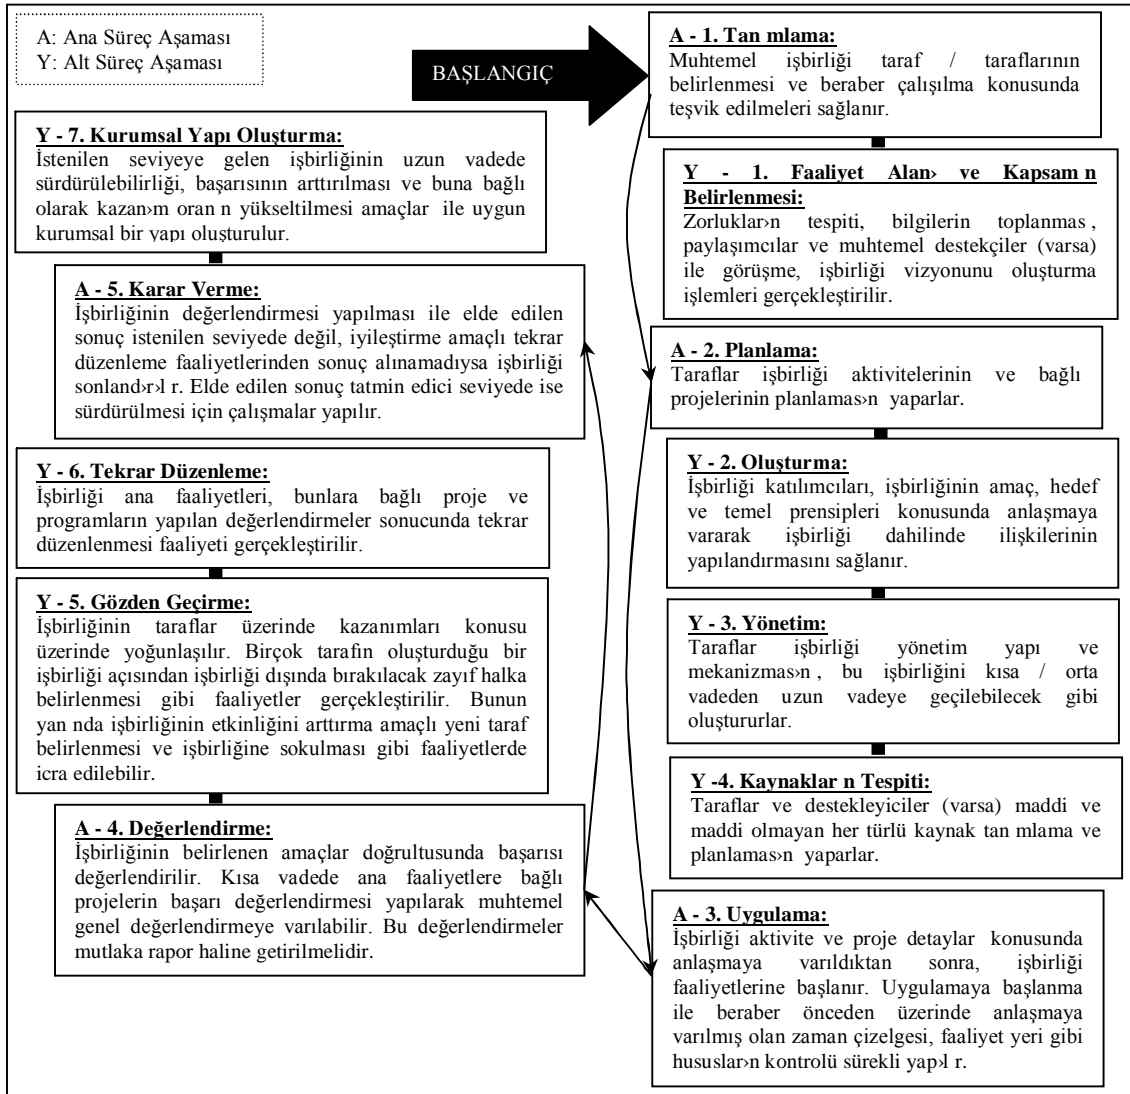 A: Ana Süreç Aşaması
Y: Alt Süreç Aşaması
BAŞLANGIÇ
A - 1. Tan mlama:
Muhtemel işbirliği taraf / taraflarının
belirlenmesi ve beraber çalışılma konusunda
teşvik edilmeleri sağlanır.
Y - 1. Faaliyet Alan› ve Kapsam n
Belirlenmesi:
Zorluklar›n tespiti, bilgilerin toplanmas ,
paylaşımcılar ve muhtemel destekçiler (varsa)
ile görüşme, işbirliği vizyonunu oluşturma
işlemleri gerçekleştirilir.
A - 2. Planlama:
Taraflar işbirliği aktivitelerinin ve bağlı
projelerinin planlamas›n yaparlar.
Y - 2. Oluşturma:
İşbirliği katılımcıları, işbirliğinin amaç, hedef
ve temel prensipleri konusunda anlaşmaya
vararak işbirliği dahilinde ilişkilerinin
yapılandırmasını sağlanır.
Y - 3. Yönetim:
Taraflar işbirliği yönetim yapı ve
mekanizmas›n , bu işbirliğini kısa / orta
vadeden uzun vadeye geçilebilecek gibi
oluştururlar.
Y -4. Kaynaklar n Tespiti:
Taraflar ve destekleyiciler (varsa) maddi ve
maddi olmayan her türlü kaynak tan mlama ve
planlamas›n yaparlar.
A - 3. Uygulama:
İşbirliği aktivite ve proje detaylar konusunda
anlaşmaya varıldıktan sonra, işbirliği
faaliyetlerine başlanır. Uygulamaya başlanma
ile beraber önceden üzerinde anlaşmaya
varılmış olan zaman çizelgesi, faaliyet yeri gibi
hususlar›n kontrolü sürekli yap›l r.
Y - 7. Kurumsal Yapı Oluşturma:
İstenilen seviyeye gelen işbirliğinin uzun vadede
sürdürülebilirliği, başarısının arttırılması ve buna bağlı
olarak kazan›m oran n yükseltilmesi amaçlar ile uygun
kurumsal bir yapı oluşturulur.
A - 5. Karar Verme:
İşbirliğinin değerlendirmesi yapılması ile elde edilen
sonuç istenilen seviyede değil, iyileştirme amaçlı tekrar
düzenleme faaliyetlerinden sonuç alınamadıysa işbirliği
sonland›r›l r. Elde edilen sonuç tatmin edici seviyede ise
sürdürülmesi için çalışmalar yapılır.
Y - 6. Tekrar Düzenleme:
İşbirliği ana faaliyetleri, bunlara bağlı proje ve
programların yapılan değerlendirmeler sonucunda tekrar
düzenlenmesi faaliyeti gerçekleştirilir.
Y - 5. Gözden Geçirme:
İşbirliğinin taraflar üzerinde kazanımları konusu
üzerinde yoğunlaşılır. Birçok tarafın oluşturduğu bir
işbirliği açısından işbirliği dışında bırakılacak zayıf halka
belirlenmesi gibi faaliyetler gerçekleştirilir. Bunun
yan nda işbirliğinin etkinliğini arttırma amaçlı yeni taraf
belirlenmesi ve işbirliğine sokulması gibi faaliyetlerde
icra edilebilir.
A - 4. Değerlendirme:
İşbirliğinin belirlenen amaçlar doğrultusunda başarısı
değerlendirilir. Kısa vadede ana faaliyetlere bağlı
projelerin başarı değerlendirmesi yapılarak muhtemel
genel değerlendirmeye varılabilir. Bu değerlendirmeler
mutlaka rapor haline getirilmelidir.